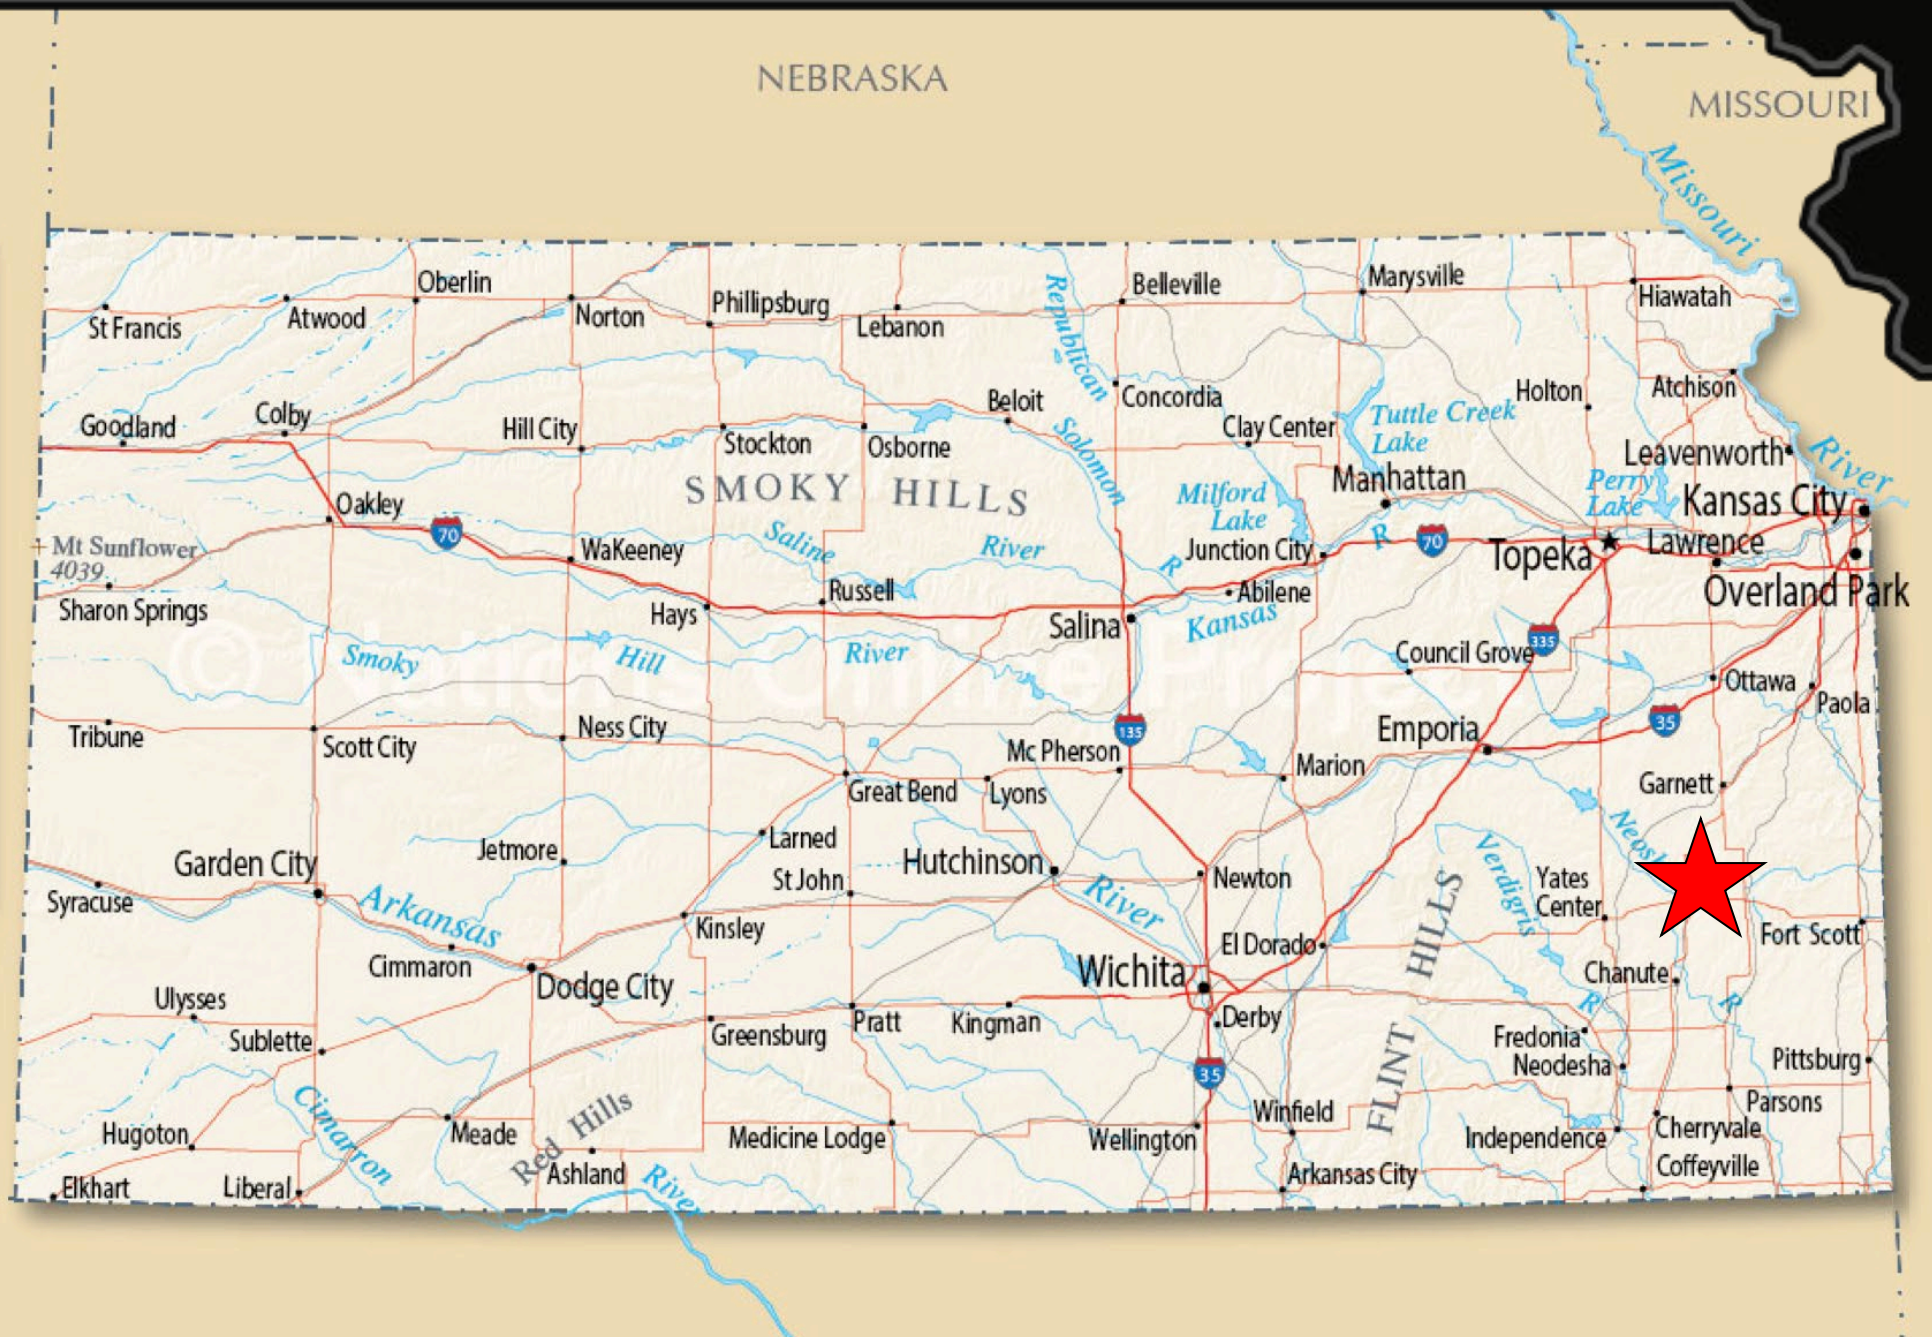 NEBRASKA
MISSOURI
Missouri
River
Oberlin
St Francis
Atwood
Norton
Phillipsburg
Lebanon
Republican
Belleville
Marysville
Hiawatah
Goodland
Colby
Hill City
Stockton
Osborne
Beloit
Solomon
Concordia
Clay Center
Tuttle Creek
Lake
Holton
Atchison
Leavenworth
Oakley
SMOKY HILLS
Milford
Lake
Manhattan
Perry
Lake
Kansas City
70
Mt Sunflower
4039
Sharon Springs
WaKeeney
Saline
River
R
Junction City
R
70
Topeka
Lawrence
Overland Park
Hays
Russell
Salina
Abilene
Kansas
© Nations Online Project
Smoky
Hill
River
Council Grove
335
Ottawa
Paola
Tribune
Scott City
Ness City
135
Mc Pherson
Marion
Emporia
35
Great Bend
Lyons
Garnett
Larned
Jetmore
Garden City
St John
Hutchinson
River
Newton
Verdigris
Neosh
Yates
Center
Syracuse
Arkansas
Kinsley
El Dorado
Fort Scott
Cimmaron
Dodge City
Wichita
FLINT HILLS
Chanute
R
R
Ulysses
Sublette
Greensburg
Pratt
Kingman
Derby
Fredonia
Neodesha
Pittsburg
35
Cimarron
River
Hugoton
Meade
Red Hills
Medicine Lodge
Wellington
Winfield
Independence
Parsons
Cherryvale
Coffeyville
Elkhart
Liberal
Ashland
Arkansas City